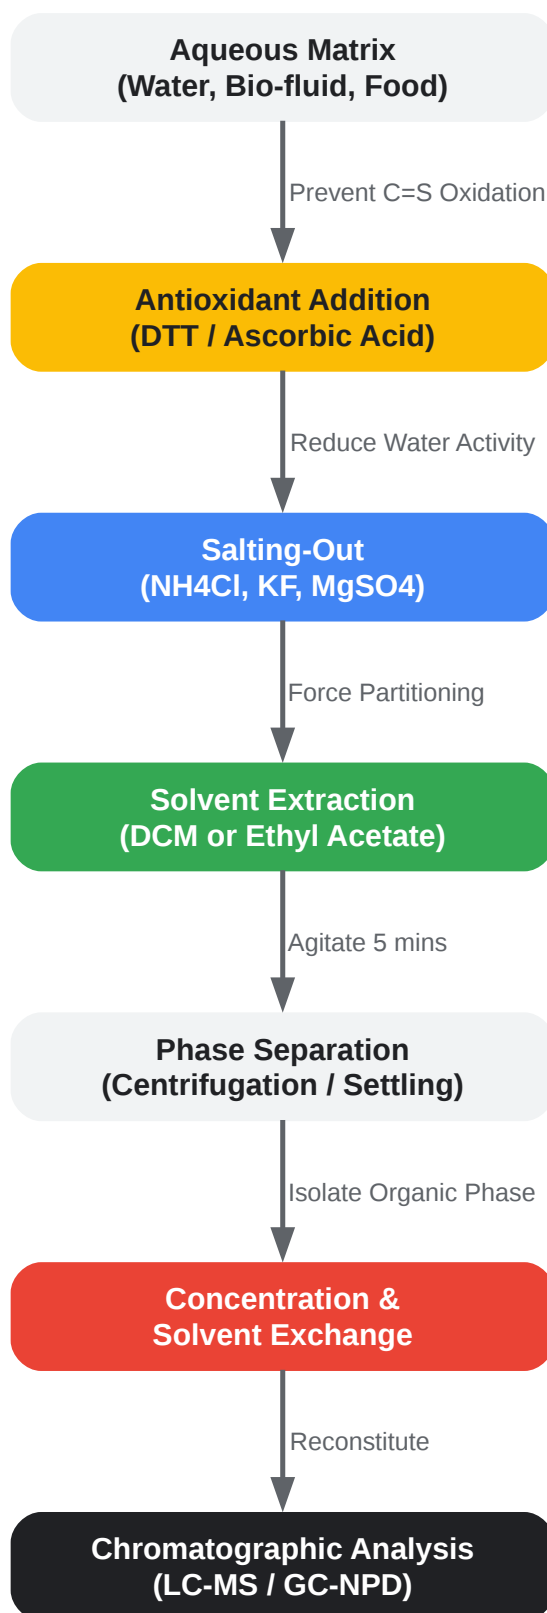 Aqueous Matrix
(Water, Bio-fluid, Food)
Prevent C=S Oxidation
Antioxidant Addition
(DTT / Ascorbic Acid)
Reduce Water Activity
Salting-Out
(NH4Cl, KF, MgSO4)
Force Partitioning
Solvent Extraction
(DCM or Ethyl Acetate)
Agitate 5 mins
Phase Separation
(Centrifugation / Settling)
Isolate Organic Phase
Concentration &
Solvent Exchange
Reconstitute
Chromatographic Analysis
(LC-MS / GC-NPD)